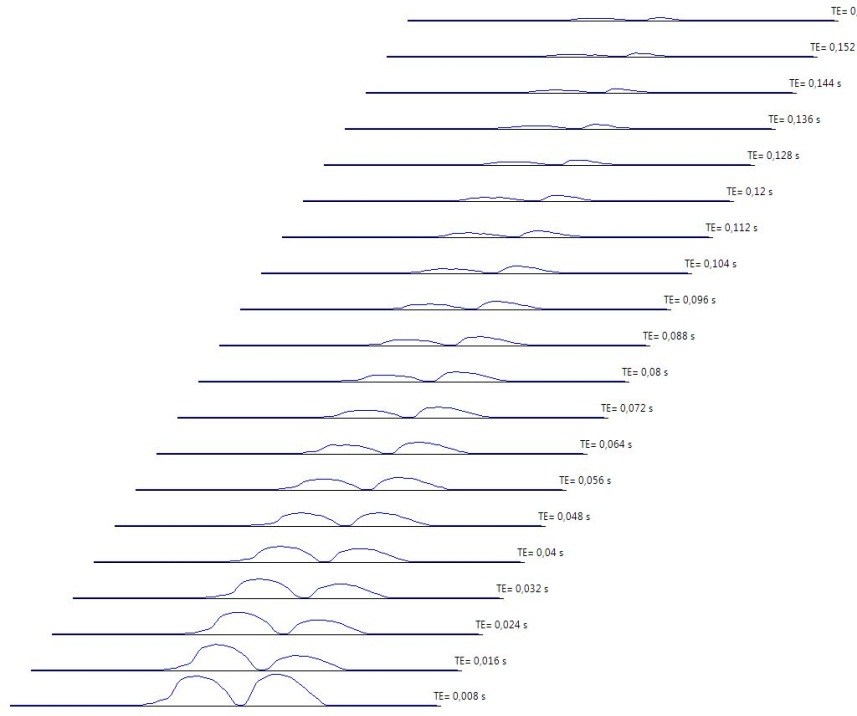 TE= 0,
TE= 0,152
TE= 0,144 s
TE= 0,136 s
TE= 0,128 s
TE= 0,12 s
TE= 0,112 s
TE= 0,104 s
TE= 0,096 s
TE= 0,088 s
TE= 0,08 s
TE= 0,072 s
TE= 0,064 s
TE= 0,056 s
TE= 0,048 s
TE= 0,04 s
TE= 0,032 s
TE= 0,024 s
TE= 0,016 s
TE= 0,008 s